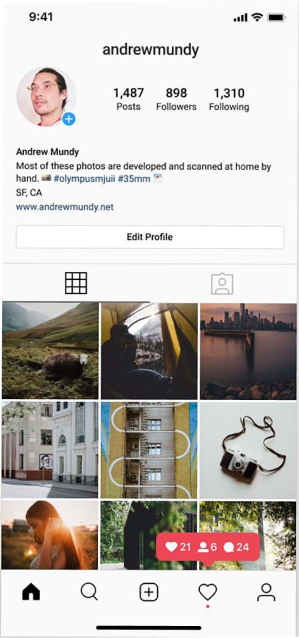 9:41
andrewmundy
1,487 898 1,310
Posts Followers Following
Andrew Mundy
Most of these photos are developed and scanned at home by
hand. 📷 #olympusmjuii #35mm 🎞️
SF, CA
www.andrewmundy.net
Edit Profile
21 6 24